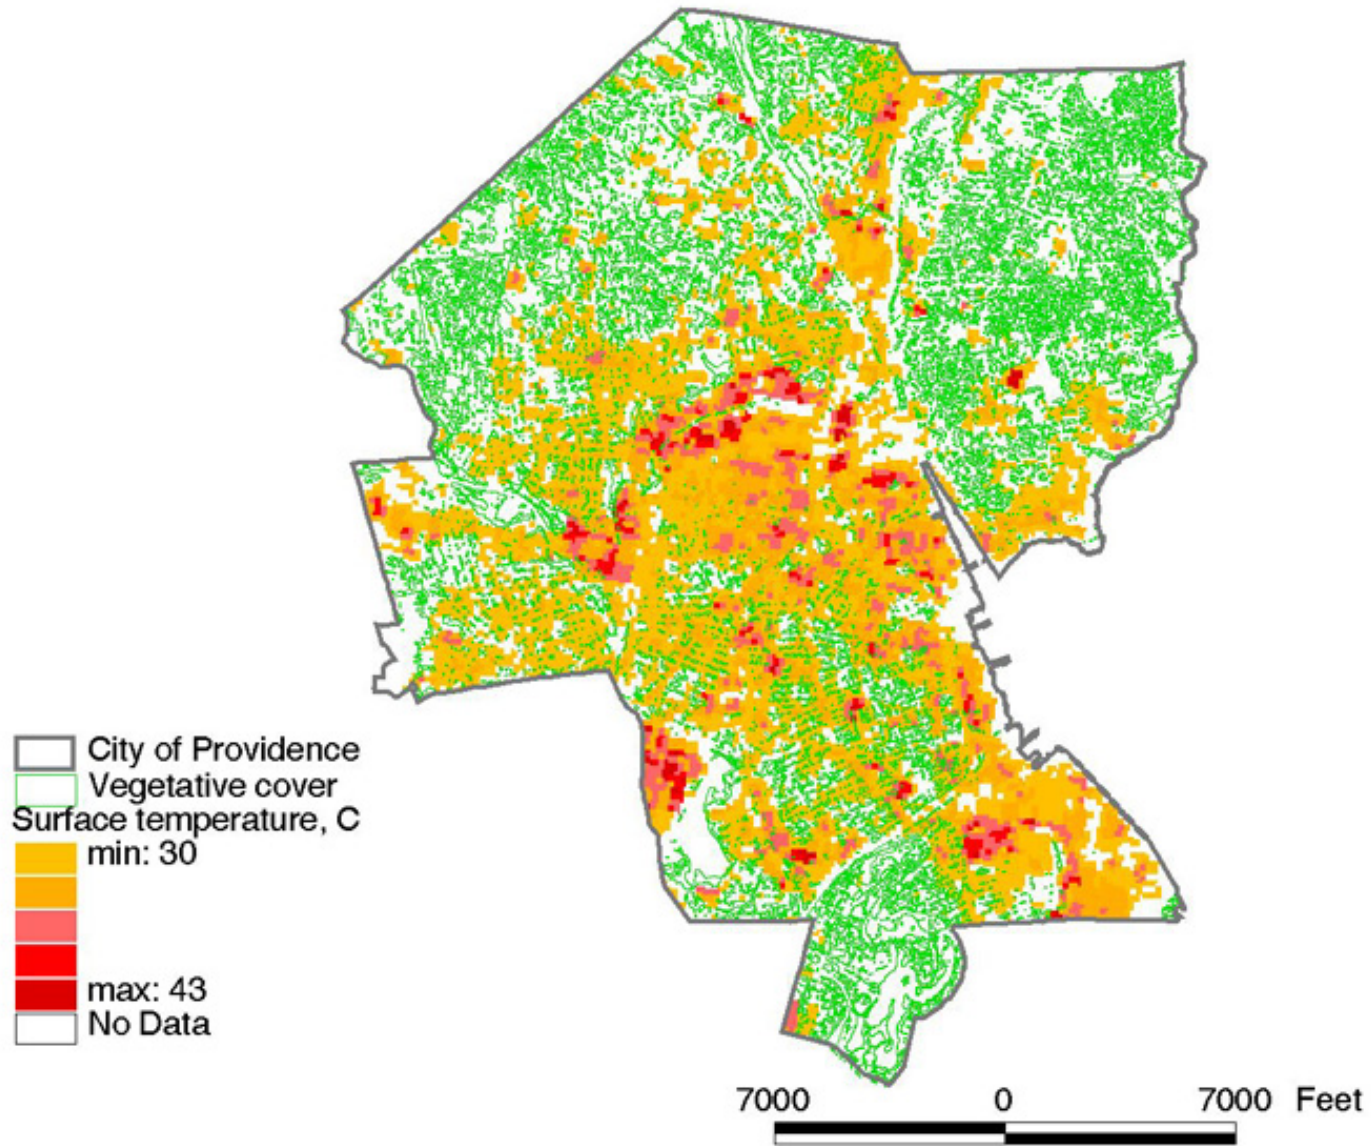 City of Providence
Vegetative cover
Surface temperature, C
min: 30
max: 43
No Data
7000 0 7000 Feet